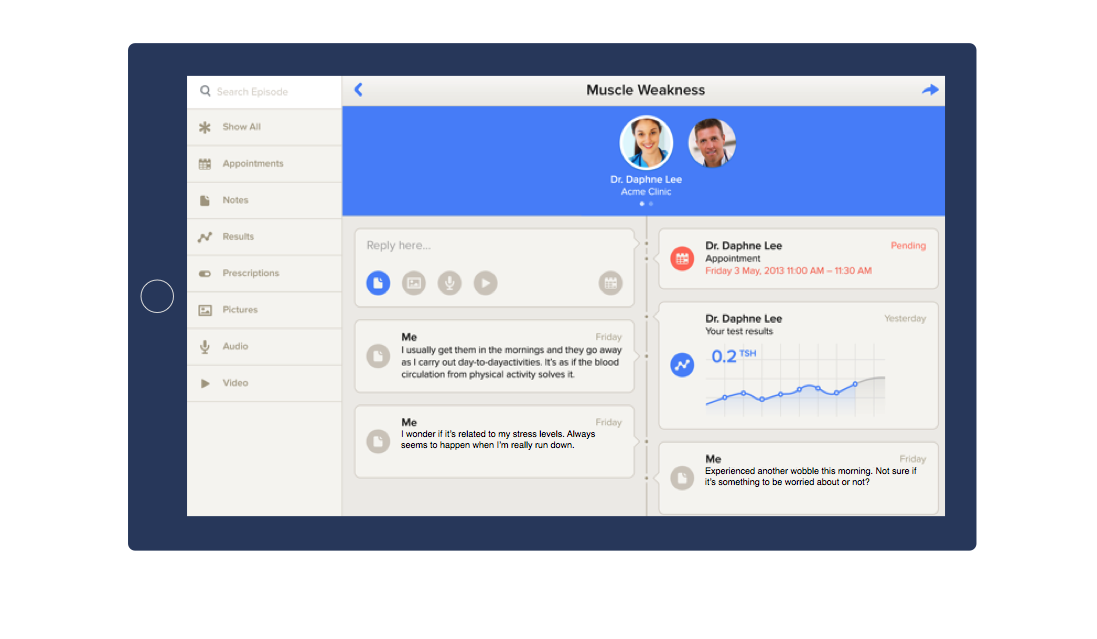 Search Episode
Show All
Appointments
Notes
Results
Prescriptions
Pictures
Audio
Video
Muscle Weakness
Dr. Daphne Lee
Acme Clinic
Reply here...
Me
Friday
I usually get them in the mornings and they go away
as I carry out day-to-dayactivities. It's as if the blood
circulation from physical activity solves it.
Me
Friday
I wonder if it's related to my stress levels. Always
seems to happen when I'm really run down.
Dr. Daphne Lee
Pending
Appointment
Friday 3 May, 2013 11:00 AM – 11:30 AM
Dr. Daphne Lee
Yesterday
Your test results
0.2 TSH
Me
Friday
Experienced another wobble this morning. Not sure if
it's something to be worried about or not?